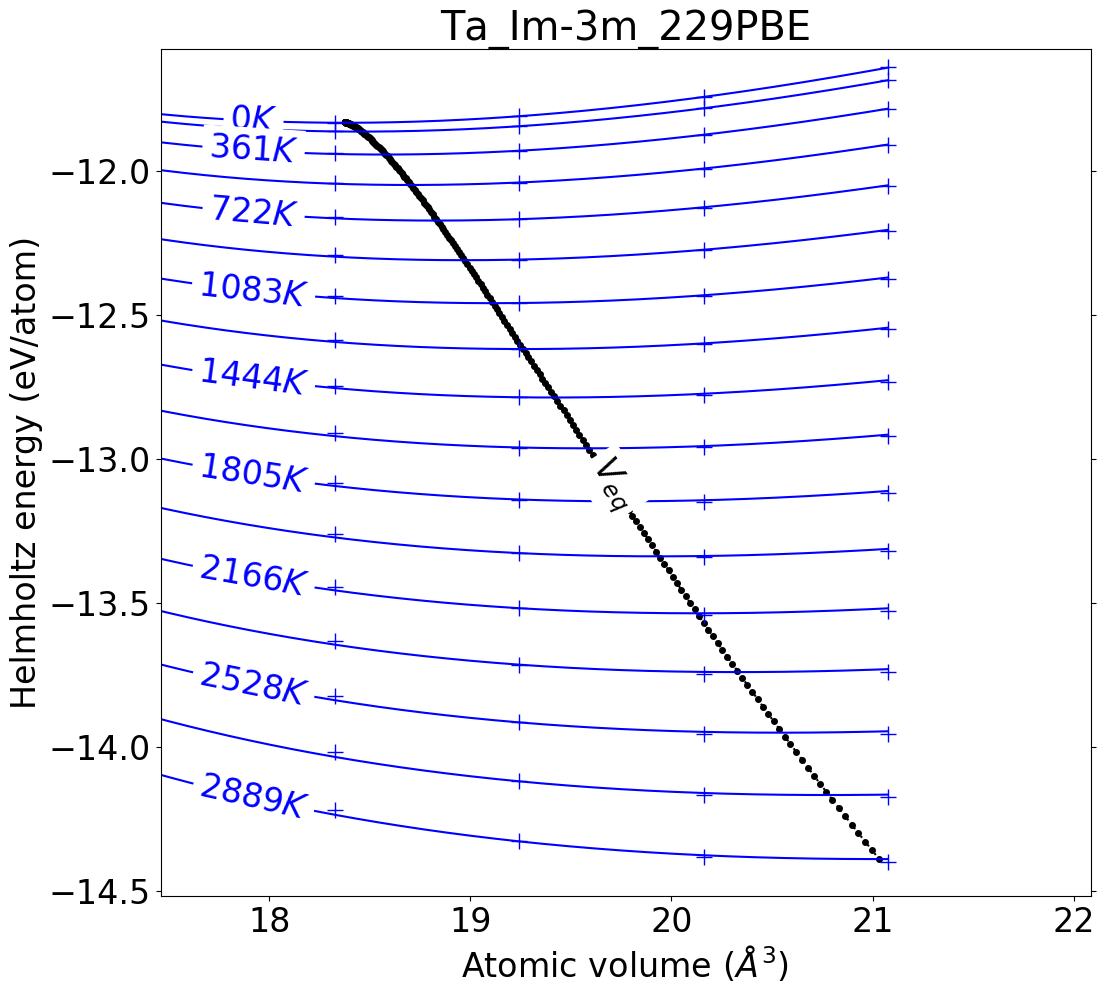 Ta_Im-3m_229PBE
Helmholtz energy (eV/atom)
−12.0
−12.5
−13.0
−13.5
−14.0
−14.5
0K
361K
722K
1083K
1444K
1805K
2166K
2528K
2889K
V_eq
18 19 20 21 22
Atomic volume (Å³)